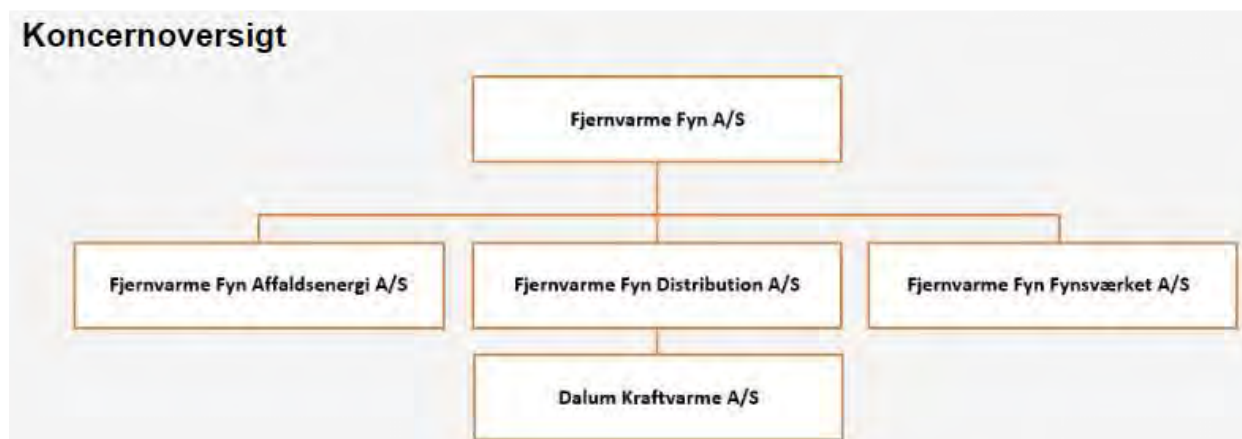 Koncernoversigt
Fjernvarme Fyn A/S
Fjernvarme Fyn Affaldsenergi A/S
Fjernvarme Fyn Distribution A/S
Fjernvarme Fyn Fynsværket A/S
Dalum Kraftvarme A/S